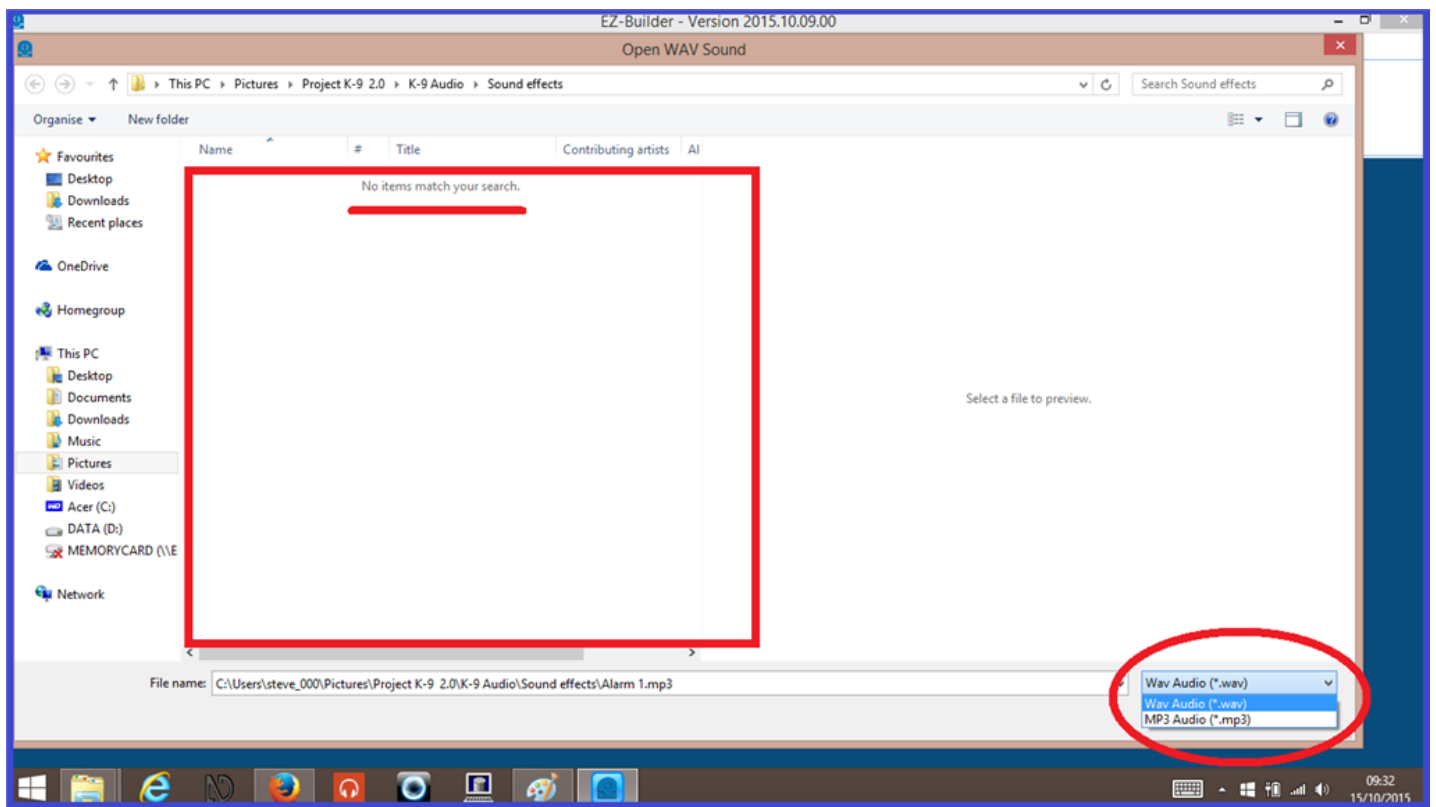 EZ-Builder - Version 2015.10.09.00
Open WAV Sound
This PC Pictures Project K-9 2.0 K-9 Audio Sound effects
Search Sound effects
Organise New folder
Name # Title Contributing artists Al
No items match your search.
Favourites
Desktop
Downloads
Recent places
OneDrive
Homegroup
This PC
Desktop
Documents
Downloads
Music
Pictures
Videos
Acer (C:)
DATA (D:)
MEMORYCARD (\\E
Network
Select a file to preview.
File name: C:\Users\steve_000\Pictures\Project K-9 2.0\K-9 Audio\Sound effects\Alarm 1.mp3
Wav Audio (*.wav)
Wav Audio (*.wav)
MP3 Audio (*.mp3)
09:32
15/10/2015